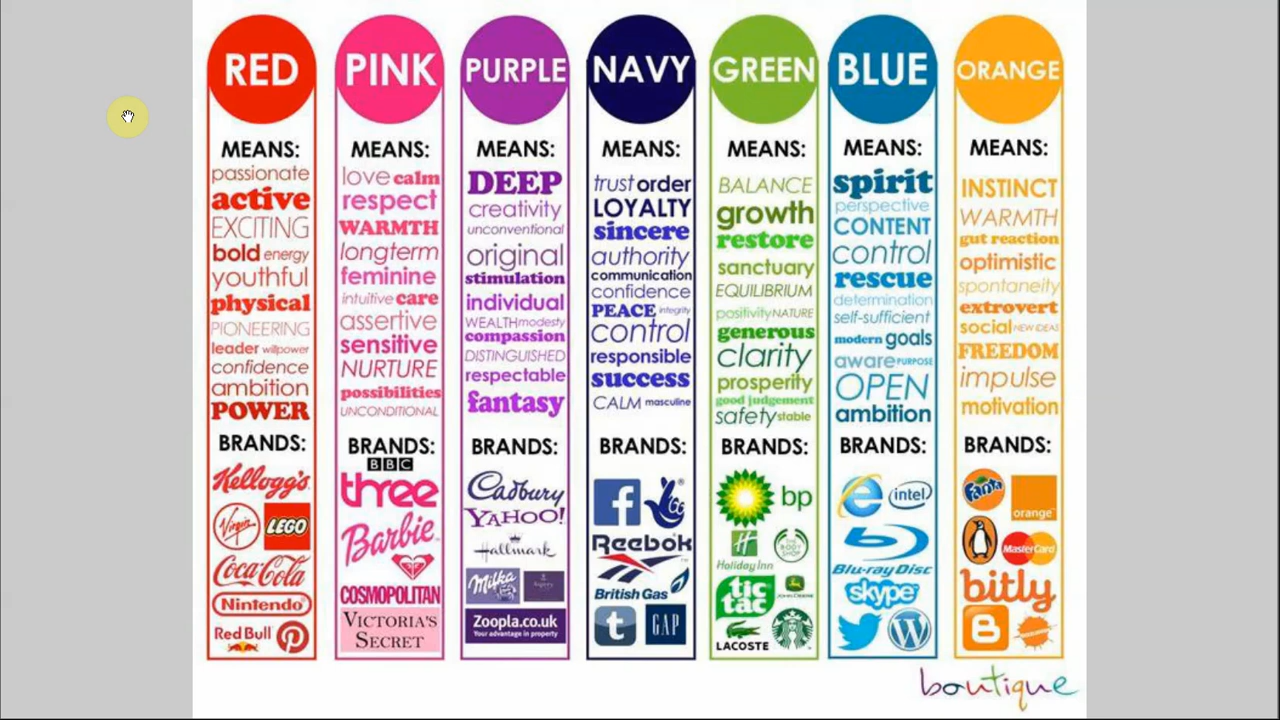 RED
MEANS:
passionate
active
EXCITING
bold energy
youthful
physical
PIONEERING
leader willpower
confidence
ambition
POWER
BRANDS:
Kellogg's
Virgin LEGO
Coca-Cola
Nintendo
Red Bull
PINK
MEANS:
love calm
respect
WARMTH
longterm
feminine
intuitive care
assertive
sensitive
NURTURE
possibilities
UNCONDITIONAL
BRANDS:
BBC
three
Barbie
COSMOPOLITAN
VICTORIA'S
SECRET
PURPLE
MEANS:
DEEP
creativity
unconventional
original
stimulation
individual
WEALTH modesty
compassion
DISTINGUISHED
respectable
fantasy
BRANDS:
Cadbury
YAHOO!
Hallmark
Milka
Zoopla.co.uk
Your advantage in property
NAVY
MEANS:
trust order
LOYALTY
sincere
authority
communication
confidence
PEACE integrity
control
responsible
success
CALM masculine
BRANDS:
f
Reebok
British Gas
t GAP
GREEN
MEANS:
BALANCE
growth
restore
sanctuary
EQUILIBRIUM
positivity NATURE
generous
clarity
prosperity
good judgement
safety stable
BRANDS:
bp
H THE BODY SHOP
Holiday Inn
tic tac JOHN DEERE
LACOSTE
BLUE
MEANS:
spirit
perspective
CONTENT
control
rescue
determination
self-sufficient
modern goals
aware PURPOSE
OPEN
ambition
BRANDS:
e intel
Blu-ray Disc
skype
W
ORANGE
MEANS:
INSTINCT
WARMTH
gut reaction
optimistic
spontaneity
extrovert
social NEW IDEAS
FREEDOM
impulse
motivation
BRANDS:
Fanta orange™
MasterCard
bitly
B
boutique